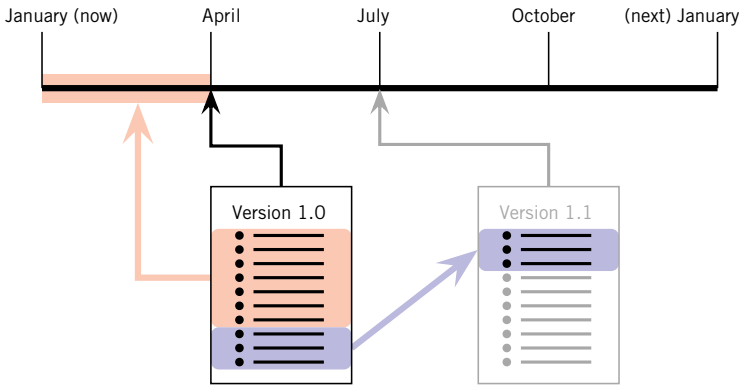 January (now) April July October (next) January
Version 1.0 Version 1.1